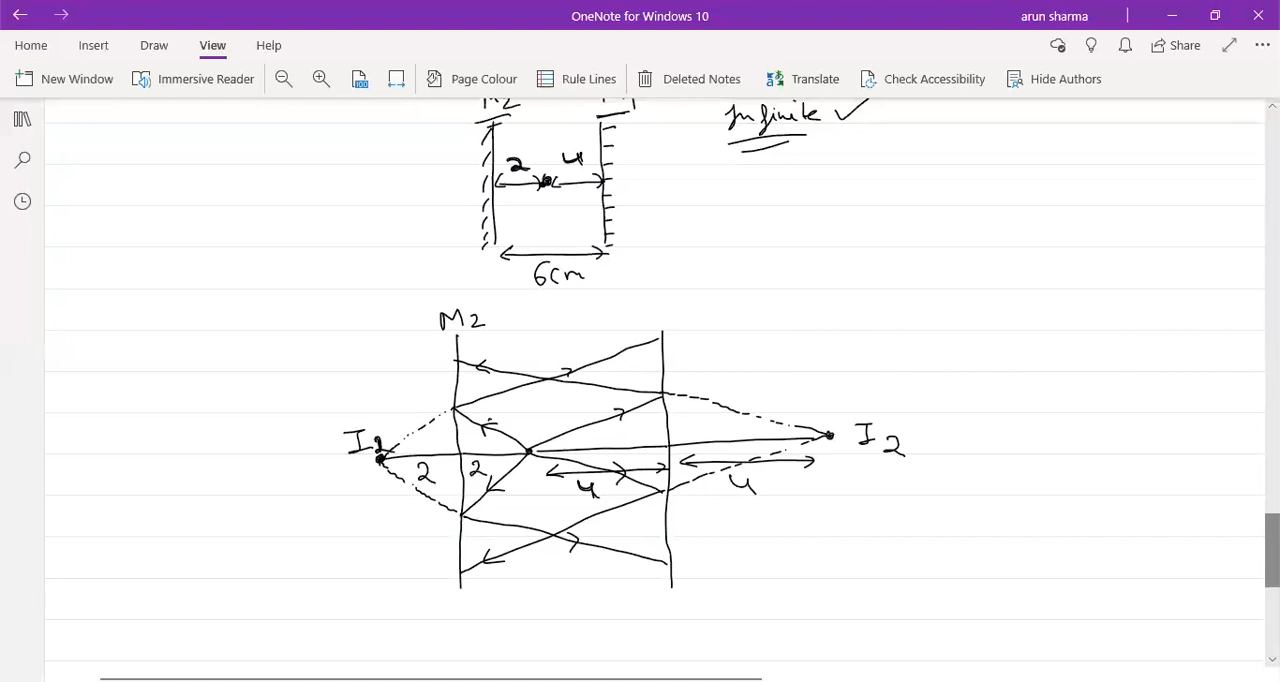 OneNote for Windows 10
arun sharma
Home Insert Draw View Help
Share
New Window Immersive Reader Page Colour Rule Lines Deleted Notes Translate Check Accessibility Hide Authors
M2
Infinite ✓
2 4
6cm
M2
I2 I2
2 2 4 4